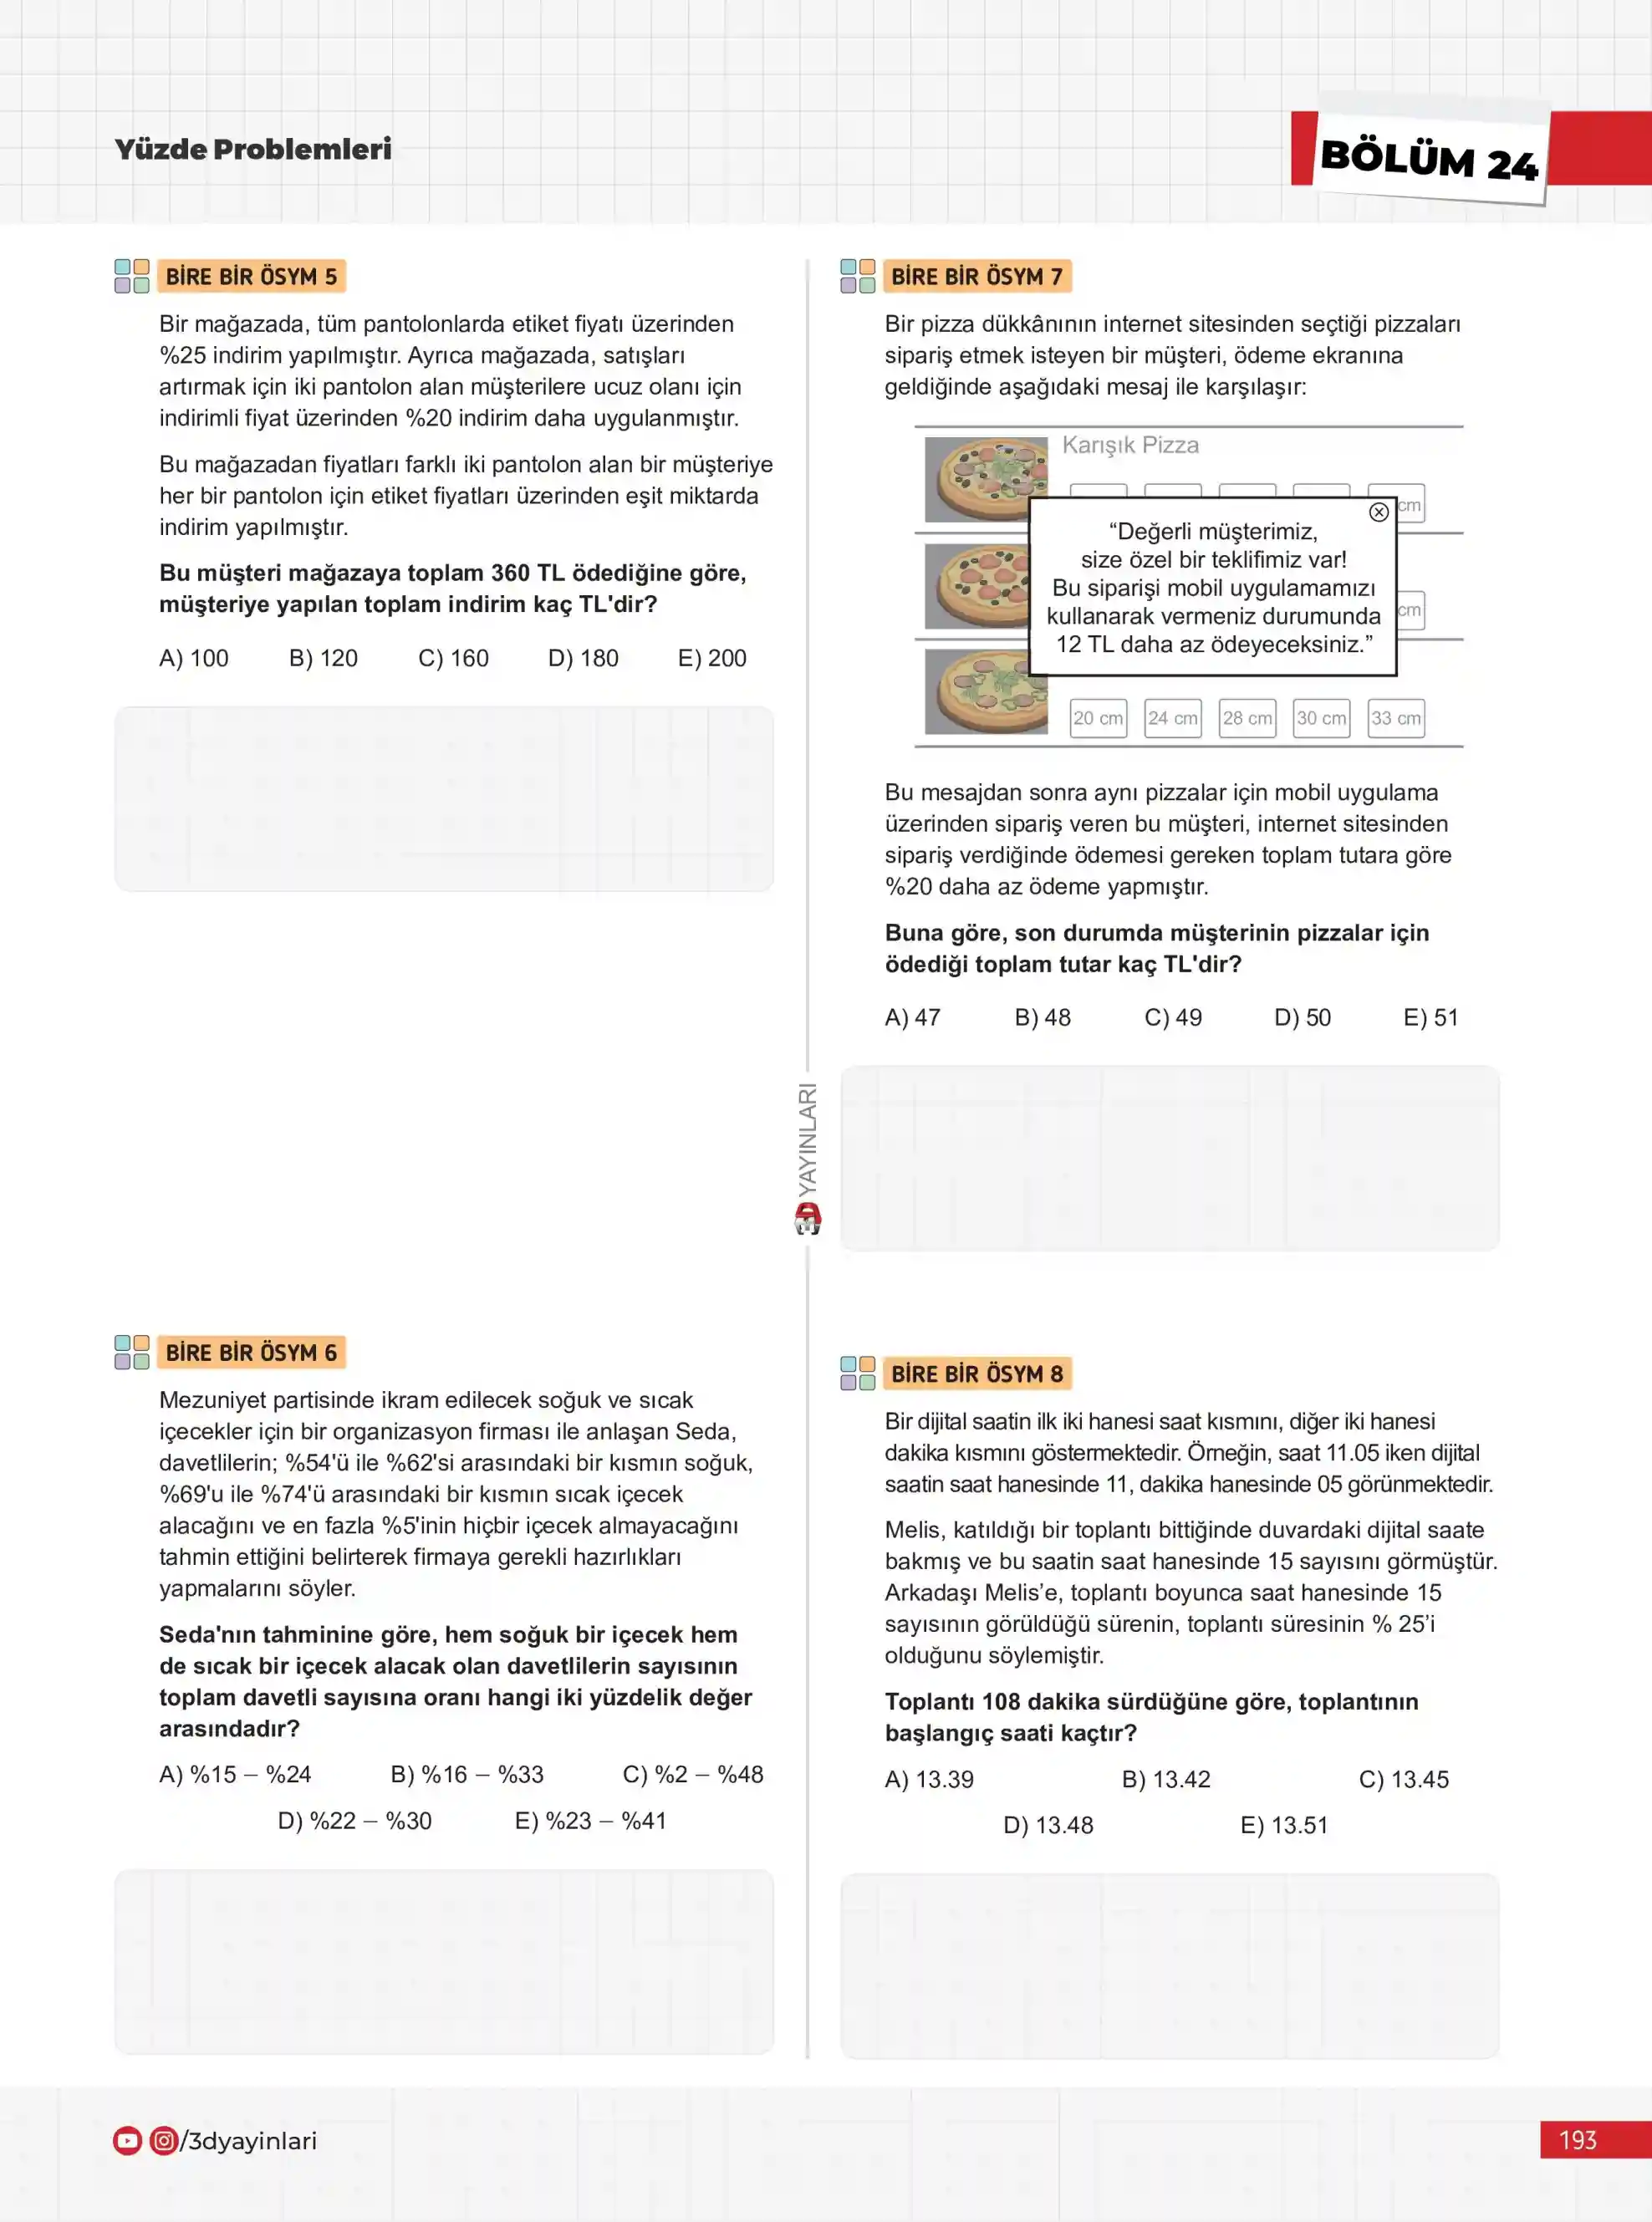 Yüzde Problemleri
BÖLÜM 24
BİRE BİR ÖSYM 5
Bir mağazada, tüm pantolonlarda etiket fiyatı üzerinden
%25 indirim yapılmıştır. Ayrıca mağazada, satışları
artırmak için iki pantolon alan müşterilere ucuz olanı için
indirimli fiyat üzerinden %20 indirim daha uygulanmıştır.
Bu mağazadan fiyatları farklı iki pantolon alan bir müşteriye
her bir pantolon için etiket fiyatları üzerinden eşit miktarda
indirim yapılmıştır.
Bu müşteri mağazaya toplam 360 TL ödediğine göre,
müşteriye yapılan toplam indirim kaç TL'dir?
A) 100 B) 120 C) 160 D) 180 E) 200
BİRE BİR ÖSYM 6
Mezuniyet partisinde ikram edilecek soğuk ve sıcak
içecekler için bir organizasyon firması ile anlaşan Seda,
davetlilerin; %54'ü ile %62'si arasındaki bir kısmın soğuk,
%69'u ile %74'ü arasındaki bir kısmın sıcak içecek
alacağını ve en fazla %5'inin hiçbir içecek almayacağını
tahmin ettiğini belirterek firmaya gerekli hazırlıkları
yapmalarını söyler.
Seda'nın tahminine göre, hem soğuk bir içecek hem
de sıcak bir içecek alacak olan davetlilerin sayısının
toplam davetli sayısına oranı hangi iki yüzdelik değer
arasındadır?
A) %15 – %24 B) %16 – %33 C) %2 – %48
D) %22 – %30 E) %23 – %41
YAYINLARI
BİRE BİR ÖSYM 7
Bir pizza dükkânının internet sitesinden seçtiği pizzaları
sipariş etmek isteyen bir müşteri, ödeme ekranına
geldiğinde aşağıdaki mesaj ile karşılaşır:
Karışık Pizza
cm
“Değerli müşterimiz,
size özel bir teklifimiz var!
Bu siparişi mobil uygulamamızı
kullanarak vermeniz durumunda
12 TL daha az ödeyeceksiniz.”
cm
20 cm 24 cm 28 cm 30 cm 33 cm
Bu mesajdan sonra aynı pizzalar için mobil uygulama
üzerinden sipariş veren bu müşteri, internet sitesinden
sipariş verdiğinde ödemesi gereken toplam tutara göre
%20 daha az ödeme yapmıştır.
Buna göre, son durumda müşterinin pizzalar için
ödediği toplam tutar kaç TL'dir?
A) 47 B) 48 C) 49 D) 50 E) 51
BİRE BİR ÖSYM 8
Bir dijital saatin ilk iki hanesi saat kısmını, diğer iki hanesi
dakika kısmını göstermektedir. Örneğin, saat 11.05 iken dijital
saatin saat hanesinde 11, dakika hanesinde 05 görünmektedir.
Melis, katıldığı bir toplantı bittiğinde duvardaki dijital saate
bakmış ve bu saatin saat hanesinde 15 sayısını görmüştür.
Arkadaşı Melis’e, toplantı boyunca saat hanesinde 15
sayısının görüldüğü sürenin, toplantı süresinin % 25’i
olduğunu söylemiştir.
Toplantı 108 dakika sürdüğüne göre, toplantının
başlangıç saati kaçtır?
A) 13.39 B) 13.42 C) 13.45
D) 13.48 E) 13.51
/3dyayinlari
193